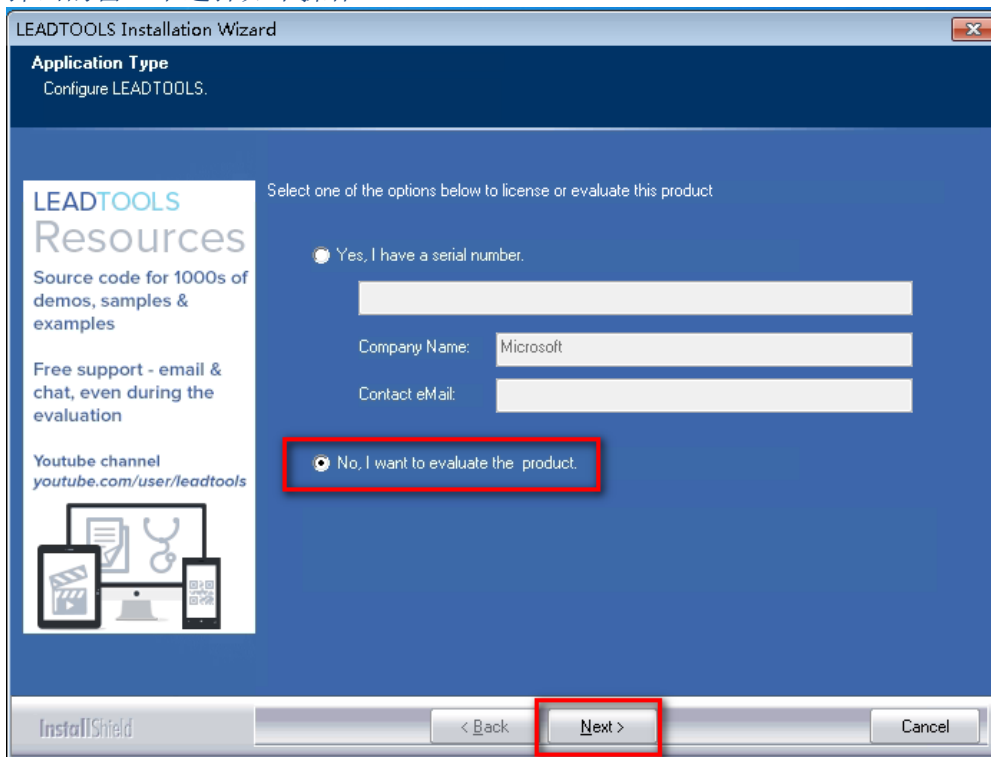 LEADTOOLS Installation Wizard
Application Type
Configure LEADTOOLS.
LEADTOOLS
Resources
Source code for 1000s of
demos, samples &
examples
Free support - email &
chat, even during the
evaluation
Youtube channel
youtube.com/user/leadtools
Select one of the options below to license or evaluate this product
Yes, I have a serial number.
Company Name: Microsoft
Contact eMail:
No, I want to evaluate the product.
InstallShield
< Back
Next >
Cancel